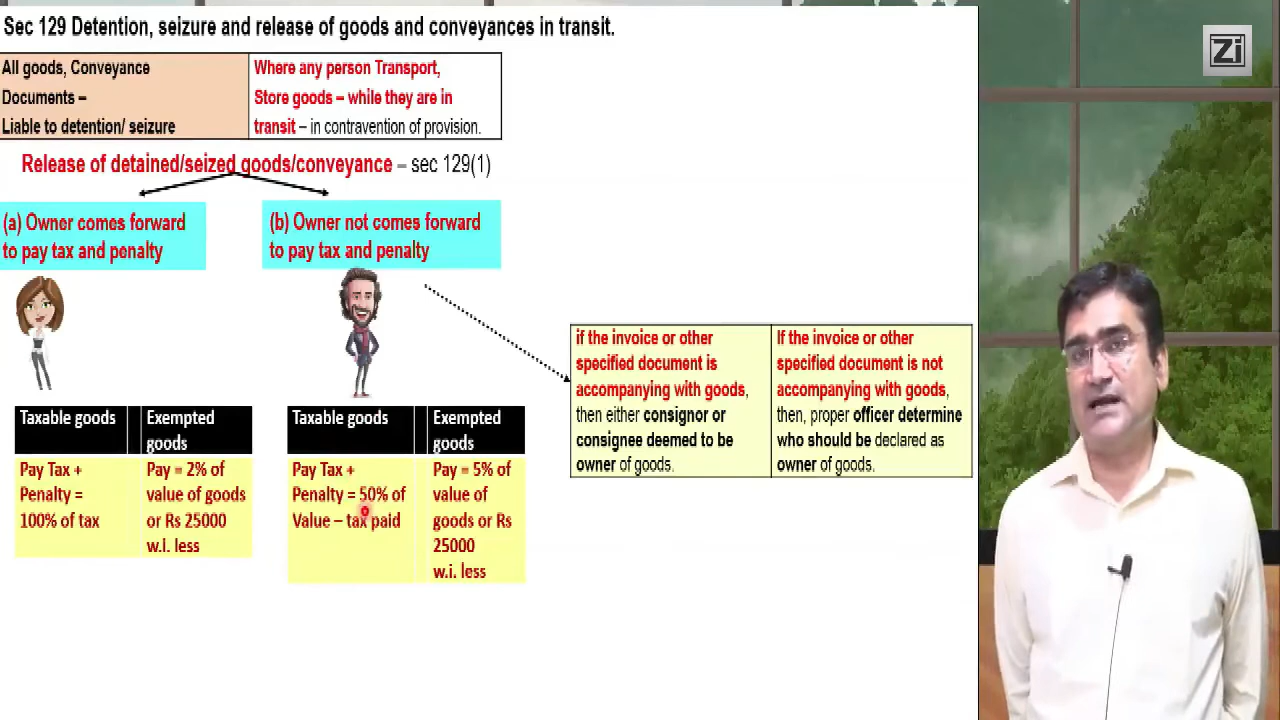 Sec 129 Detention, seizure and release of goods and conveyances in transit.
Zi
All goods, Conveyance
Documents –
Liable to detention/ seizure
Where any person Transport,
Store goods – while they are in
transit – in contravention of provision.
Release of detained/seized goods/conveyance – sec 129(1)
(a) Owner comes forward
to pay tax and penalty
(b) Owner not comes forward
to pay tax and penalty
if the invoice or other
specified document is
accompanying with goods,
then either consignor or
consignee deemed to be
owner of goods.
If the invoice or other
specified document is not
accompanying with goods,
then, proper officer determine
who should be declared as
owner of goods.
Taxable goods
Exempted
goods
Pay Tax +
Penalty =
100% of tax
Pay = 2% of
value of goods
or Rs 25000
w.i. less
Taxable goods
Exempted
goods
Pay Tax +
Penalty = 50% of
Value – tax paid
Pay = 5% of
value of
goods or Rs
25000
w.i. less